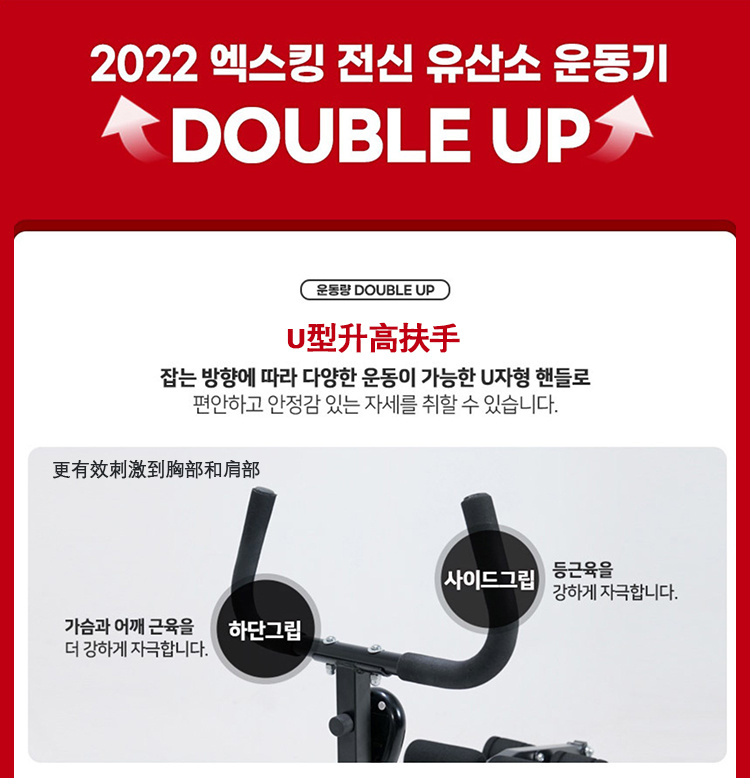 2022 엑스킹 전신 유산소 운동기
DOUBLE UP
운동량 DOUBLE UP
U型升高扶手
잡는 방향에 따라 다양한 운동이 가능한 U자형 핸들로
편안하고 안정감 있는 자세를 취할 수 있습니다.
更有效刺激到胸部和肩部
사이드그립
등근육을
강하게 자극합니다.
가슴과 어깨 근육을
더 강하게 자극합니다.
하단그립